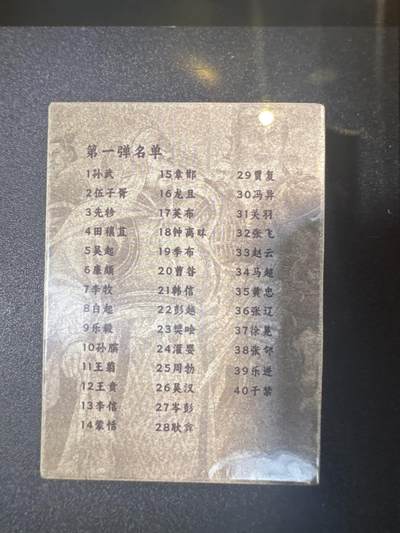 第一弹名单
1孙武
2伍子胥
3先轸
4田穰苴
5吴起
6廉颇
7李牧
8白起
9乐毅
10孙膑
11王翦
12王贲
13李信
14蒙恬
15章邯
16龙且
17英布
18钟离眛
19季布
20曹咎
21韩信
22彭越
23樊哙
24灌婴
25周勃
26吴汉
27岑彭
28耿弇
29贾复
30冯异
31关羽
32张飞
33赵云
34马超
35黄忠
36张辽
37徐晃
38张郃
39乐进
40于禁